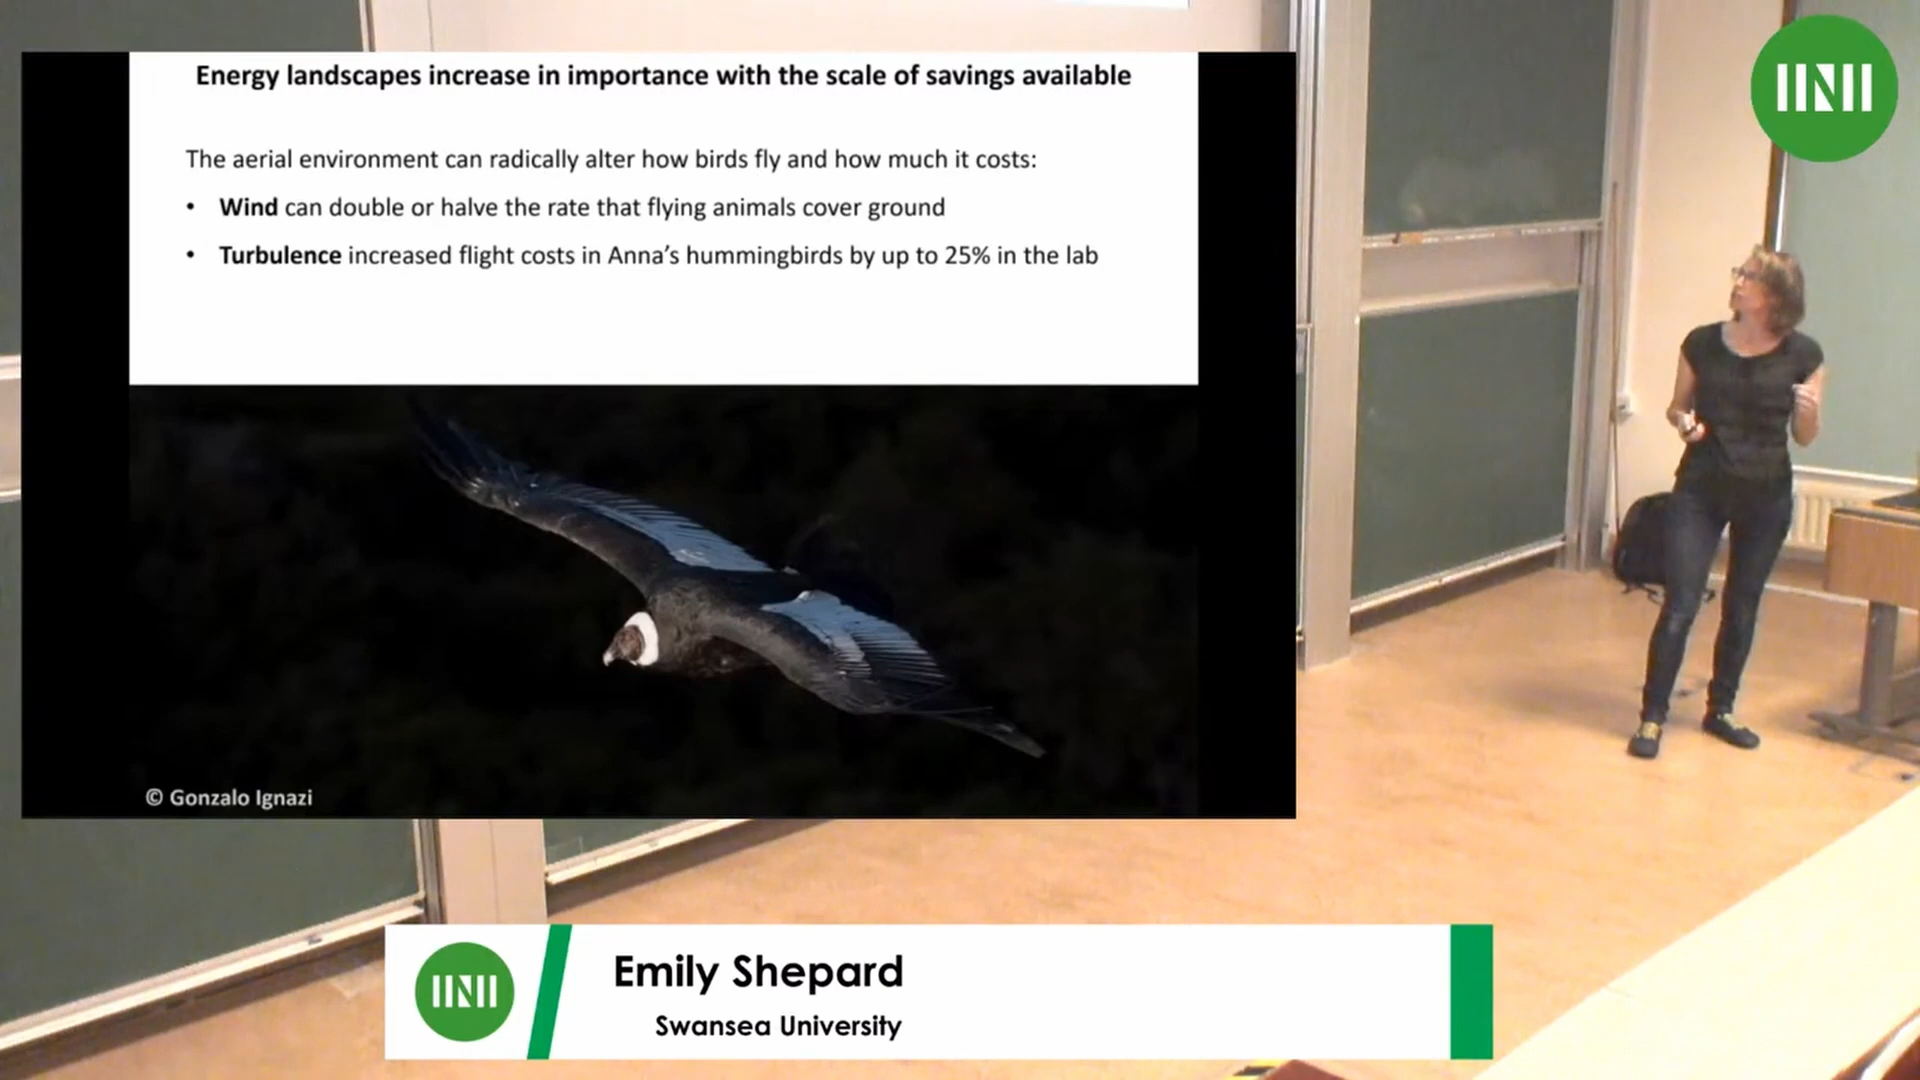 Energy landscapes increase in importance with the scale of savings available
The aerial environment can radically alter how birds fly and how much it costs:
• Wind can double or halve the rate that flying animals cover ground
• Turbulence increased flight costs in Anna's hummingbirds by up to 25% in the lab
© Gonzalo Ignazi
Emily Shepard
Swansea University